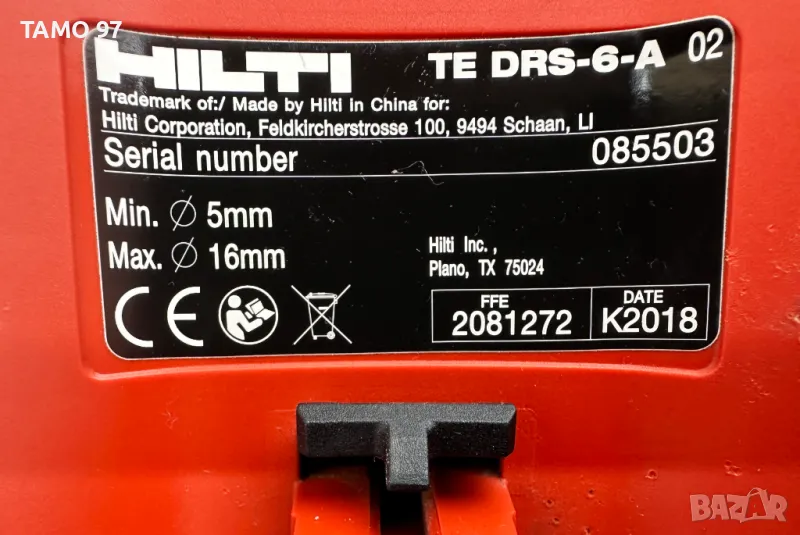 TAMO 97
HILTI TE DRS-6-A 02
Trademark of:/ Made by Hilti in China for:
Hilti Corporation, Feldkircherstrosse 100, 9494 Schaan, LI
Serial number 085503
Min. Ø 5mm
Max. Ø 16mm
Hilti Inc.,
Plano, TX 75024
CE
FFE
2081272
DATE
K2018
BAZAR